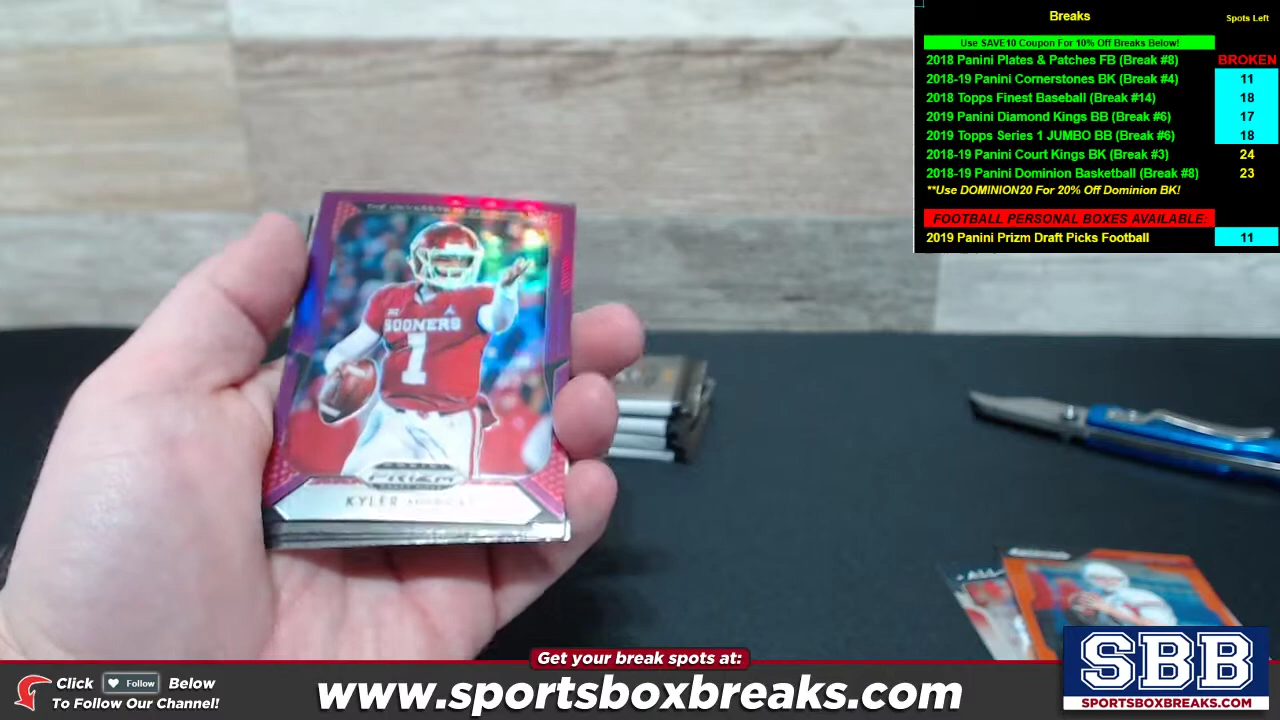 Breaks
Spots Left
Use SAVE10 Coupon For 10% Off Breaks Below!
2018 Panini Plates & Patches FB (Break #8) BROKEN
2018-19 Panini Cornerstones BK (Break #4) 11
2018 Topps Finest Baseball (Break #14) 18
2019 Panini Diamond Kings BB (Break #6) 17
2019 Topps Series 1 JUMBO BB (Break #6) 18
2018-19 Panini Court Kings BK (Break #3) 24
2018-19 Panini Dominion Basketball (Break #8) 23
**Use DOMINION20 For 20% Off Dominion BK!
FOOTBALL PERSONAL BOXES AVAILABLE:
2019 Panini Prizm Draft Picks Football 11
SOONERS
1
PRIZM
KYLER
Get your break spots at:
Click Follow Below
To Follow Our Channel!
www.sportsboxbreaks.com
SBB
SPORTSBOXBREAKS.COM